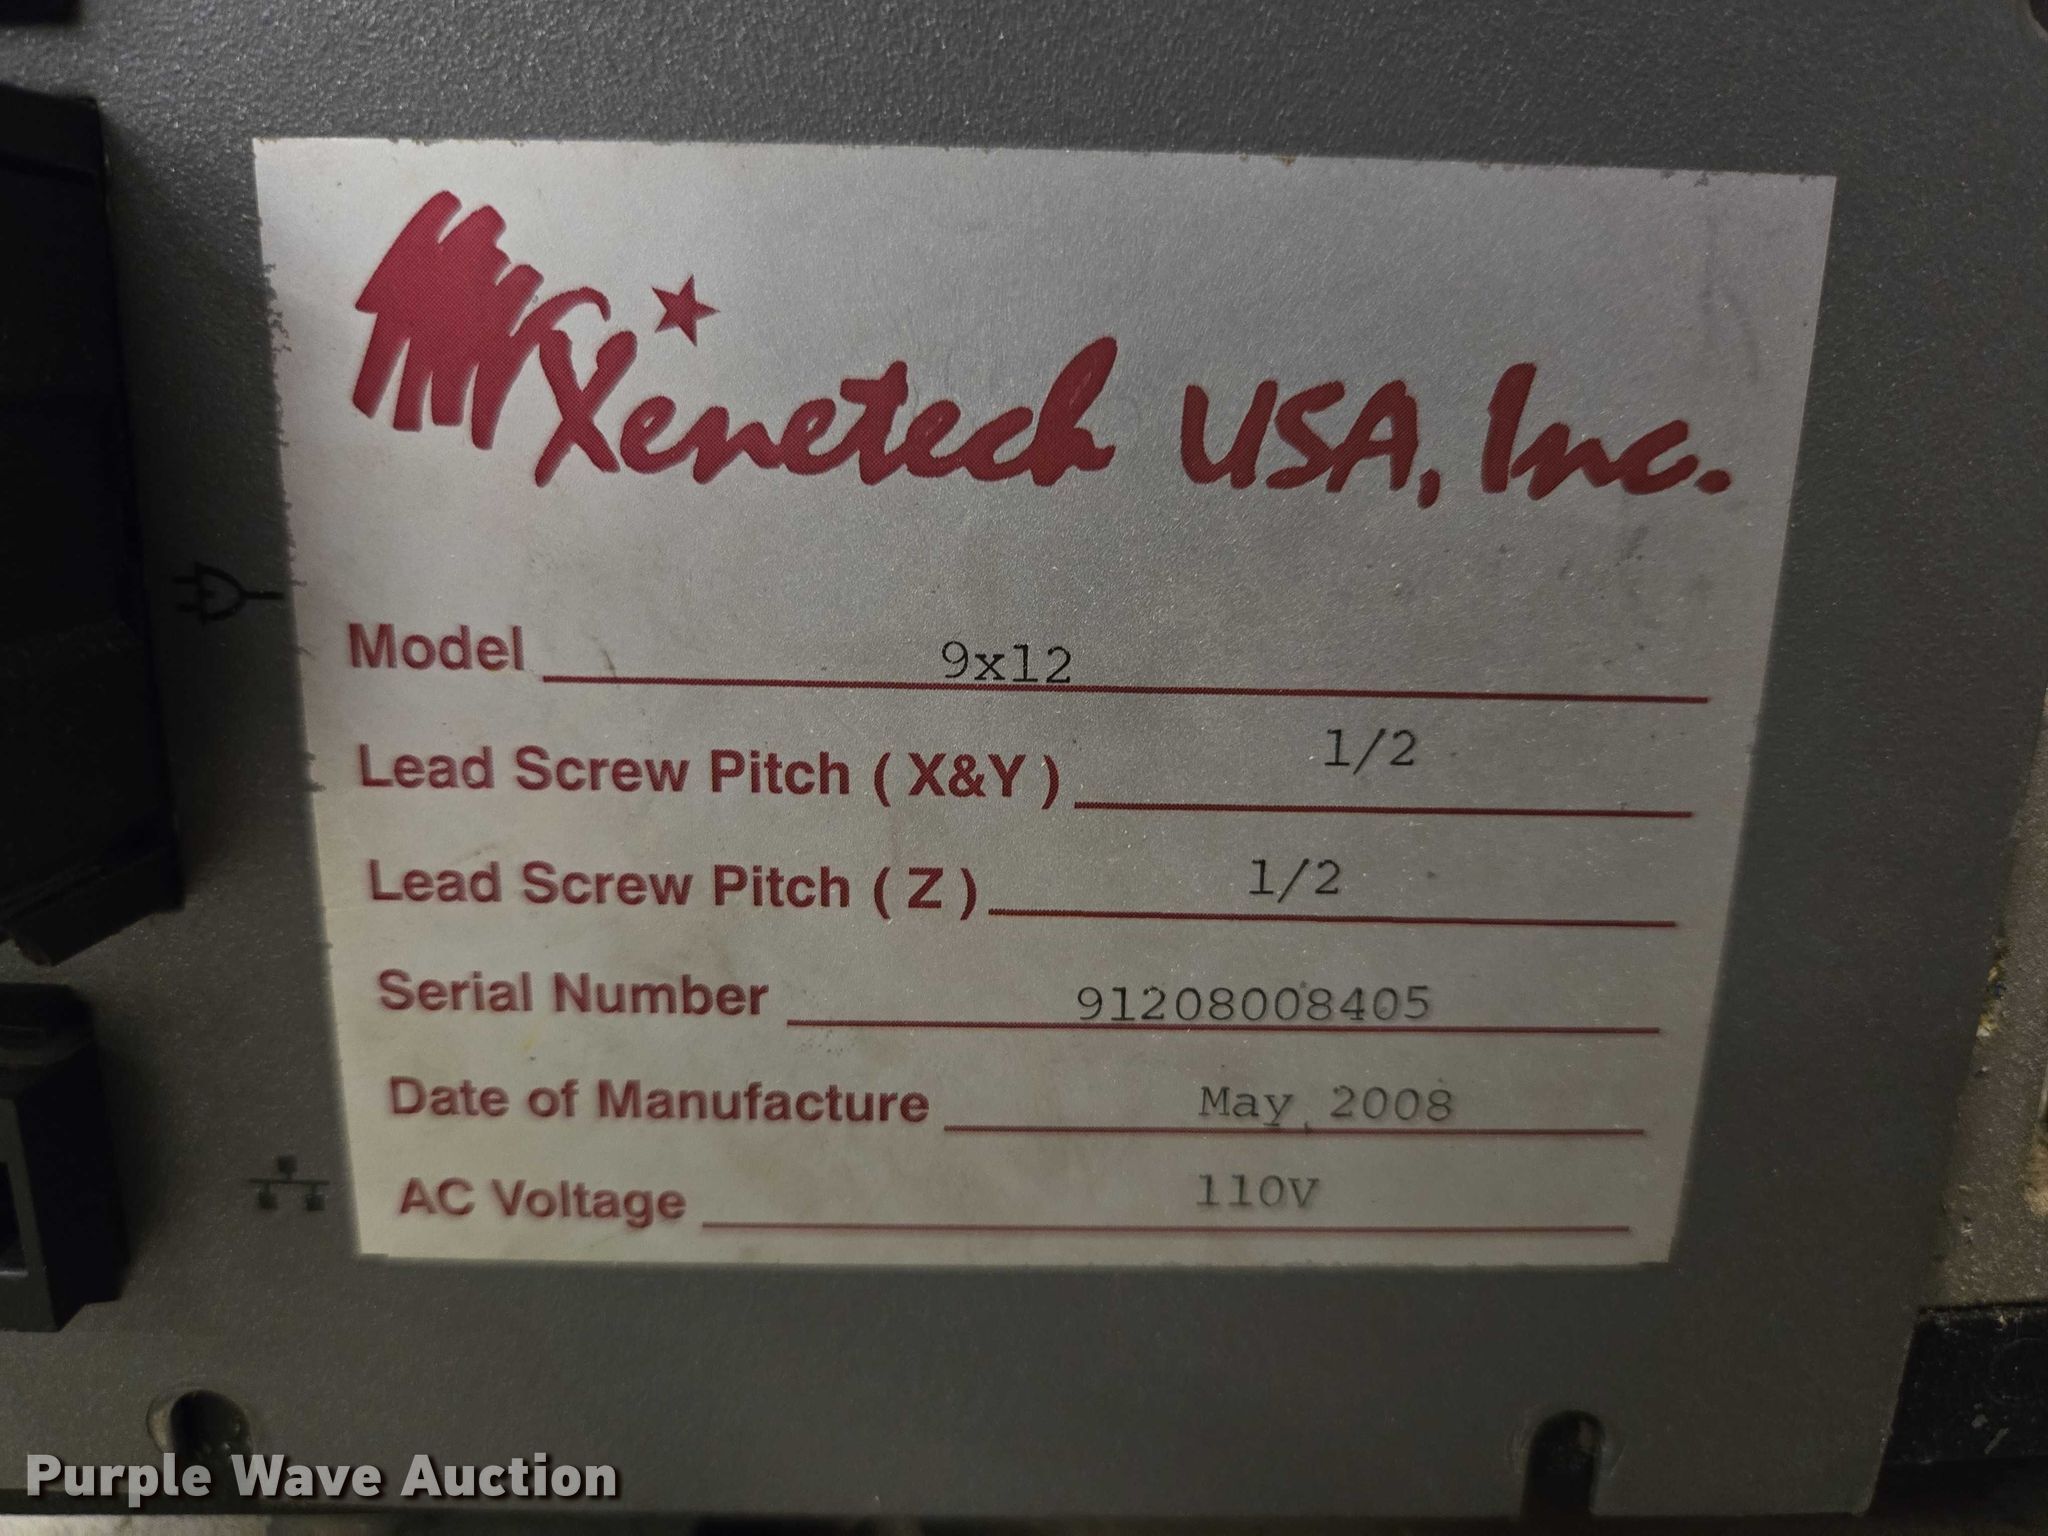 Xenetech USA, Inc.
Model 9x12
Lead Screw Pitch ( X&Y ) 1/2
Lead Screw Pitch ( Z ) 1/2
Serial Number 91208008405
Date of Manufacture May, 2008
AC Voltage 110V
Purple Wave Auction